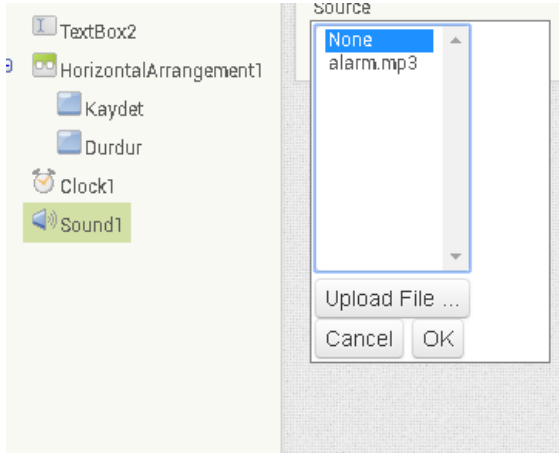 TextBox2
HorizontalArrangement1
Kaydet
Durdur
Clock1
Sound1
Source
None
alarm.mp3
Upload File ...
Cancel OK